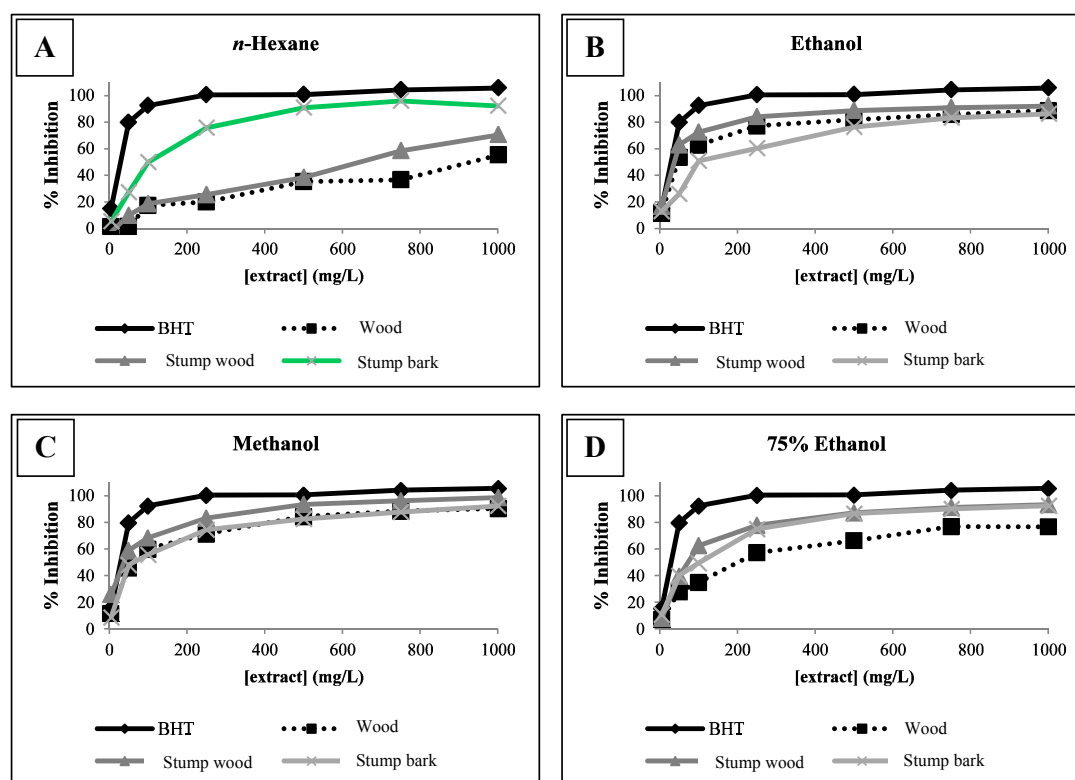 A
n-Hexane
% Inhibition
100
80
60
40
20
0
0 200 400 600 800 1000
[extract] (mg/L)
BHT Wood
Stump wood Stump bark
B
Ethanol
% Inhibition
100
80
60
40
20
0
0 200 400 600 800 1000
[extract] (mg/L)
BHT Wood
Stump wood Stump bark
C
Methanol
% Inhibition
100
80
60
40
20
0
0 200 400 600 800 1000
[extract] (mg/L)
BHT Wood
Stump wood Stump bark
D
75% Ethanol
% Inhibition
100
80
60
40
20
0
0 200 400 600 800 1000
[extract] (mg/L)
BHT Wood
Stump wood Stump bark